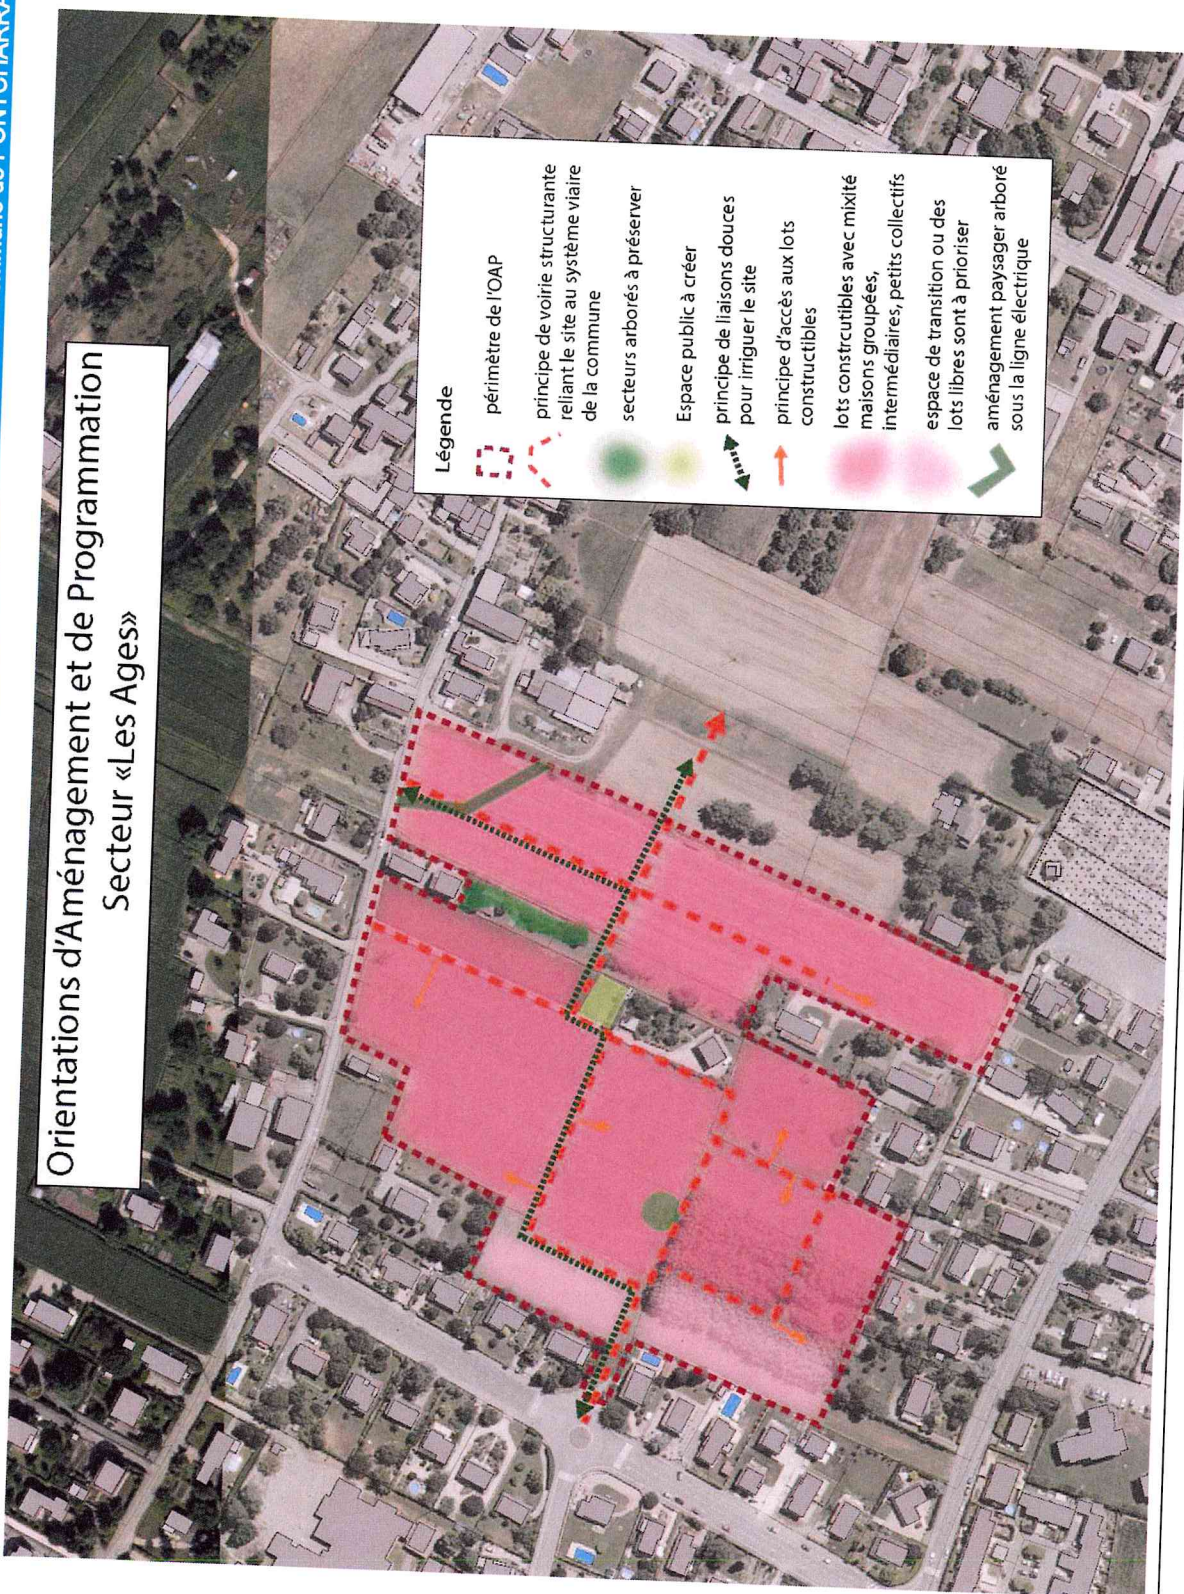 Orientations d'Aménagement et de Programmation
Secteur «Les Ages»
Légende
périmètre de l'OAP
principe de voirie structurante
reliant le site au système viaire
de la commune
secteurs arborés à préserver
Espace public à créer
principe de liaisons douces
pour irriguer le site
principe d'accès aux lots
constructibles
lots constrcutibles avec mixité
maisons groupées,
intermédiaires, petits collectifs
espace de transition ou des
lots libres sont à prioriser
aménagement paysager arboré
sous la ligne électrique